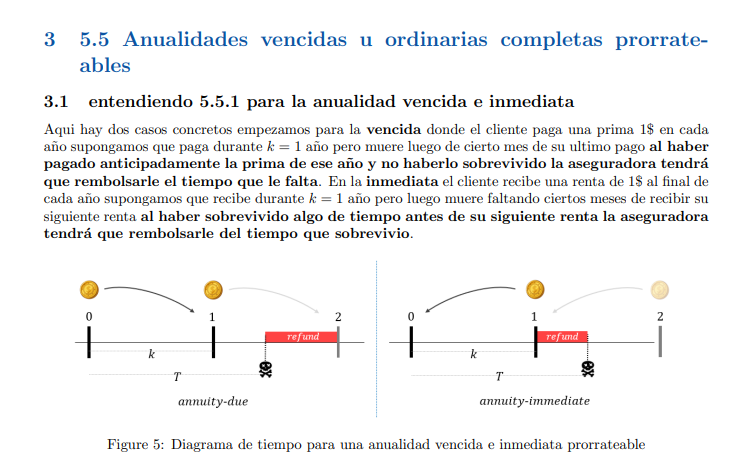 3 5.5 Anualidades vencidas u ordinarias completas prorrate-
ables
3.1 entendiendo 5.5.1 para la anualidad vencida e inmediata
Aqui hay dos casos concretos empezamos para la vencida donde el cliente paga una prima 1$ en cada
año supongamos que paga durante k = 1 año pero muere luego de cierto mes de su ultimo pago al haber
pagado anticipadamente la prima de ese año y no haberlo sobrevivido la aseguradora tendrá
que rembolsarle el tiempo que le falta. En la inmediata el cliente recibe una renta de 1$ al final de
cada año supongamos que recibe durante k = 1 año pero luego muere faltando ciertos meses de recibir su
siguiente renta al haber sobrevivido algo de tiempo antes de su siguiente renta la aseguradora
tendrá que rembolsarle del tiempo que sobrevivio.
0 1 2
refund
k
T
annuity-due
0 1 2
refund
k
T
annuity-immediate
Figure 5: Diagrama de tiempo para una anualidad vencida e inmediata prorrateable